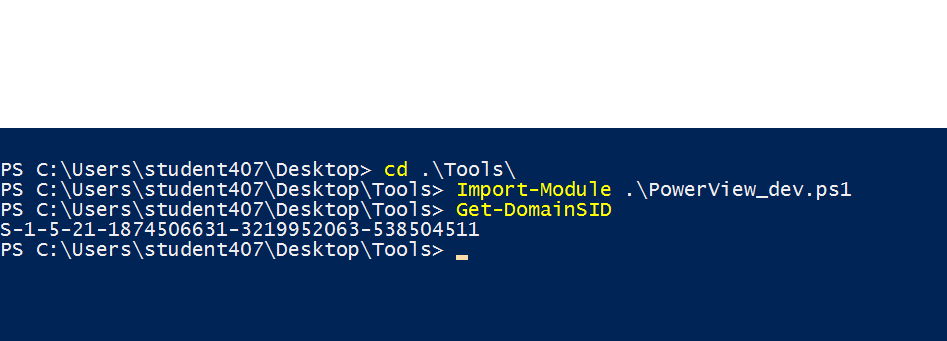 PS C:\Users\student407\Desktop> cd .\Tools\
PS C:\Users\student407\Desktop\Tools> Import-Module .\PowerView_dev.ps1
PS C:\Users\student407\Desktop\Tools> Get-DomainSID
S-1-5-21-1874506631-3219952063-538504511
PS C:\Users\student407\Desktop\Tools>